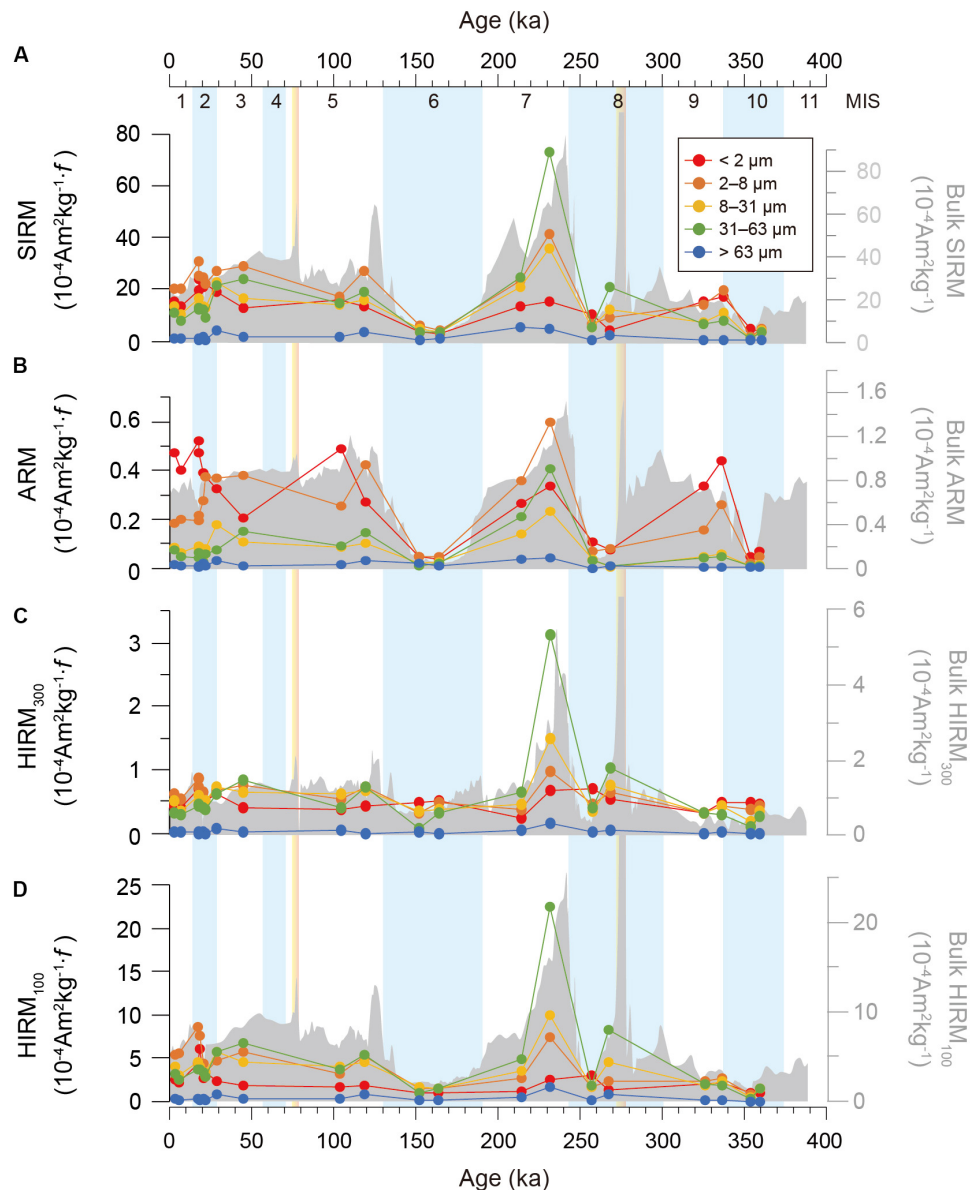 Age (ka)
0 50 100 150 200 250 300 350 400
A
1 2 3 4 5 6 7 8 9 10 11 MIS
SIRM
(10⁻⁴Am²kg⁻¹·f)
80
60
40
20
0
< 2 µm
2–8 µm
8–31 µm
31–63 µm
> 63 µm
80
60
40
20
0
Bulk SIRM
(10⁻⁴Am²kg⁻¹)
B
ARM
(10⁻⁴Am²kg⁻¹·f)
0.6
0.4
0.2
0
1.6
1.2
0.8
0.4
0
Bulk ARM
(10⁻⁴Am²kg⁻¹)
C
HIRM₃₀₀
(10⁻⁴Am²kg⁻¹·f)
3
2
1
0
6
4
2
0
Bulk HIRM₃₀₀
(10⁻⁴Am²kg⁻¹)
D
HIRM₁₀₀
(10⁻⁴Am²kg⁻¹·f)
25
20
15
10
5
0
20
10
0
Bulk HIRM₁₀₀
(10⁻⁴Am²kg⁻¹)
0 50 100 150 200 250 300 350 400
Age (ka)